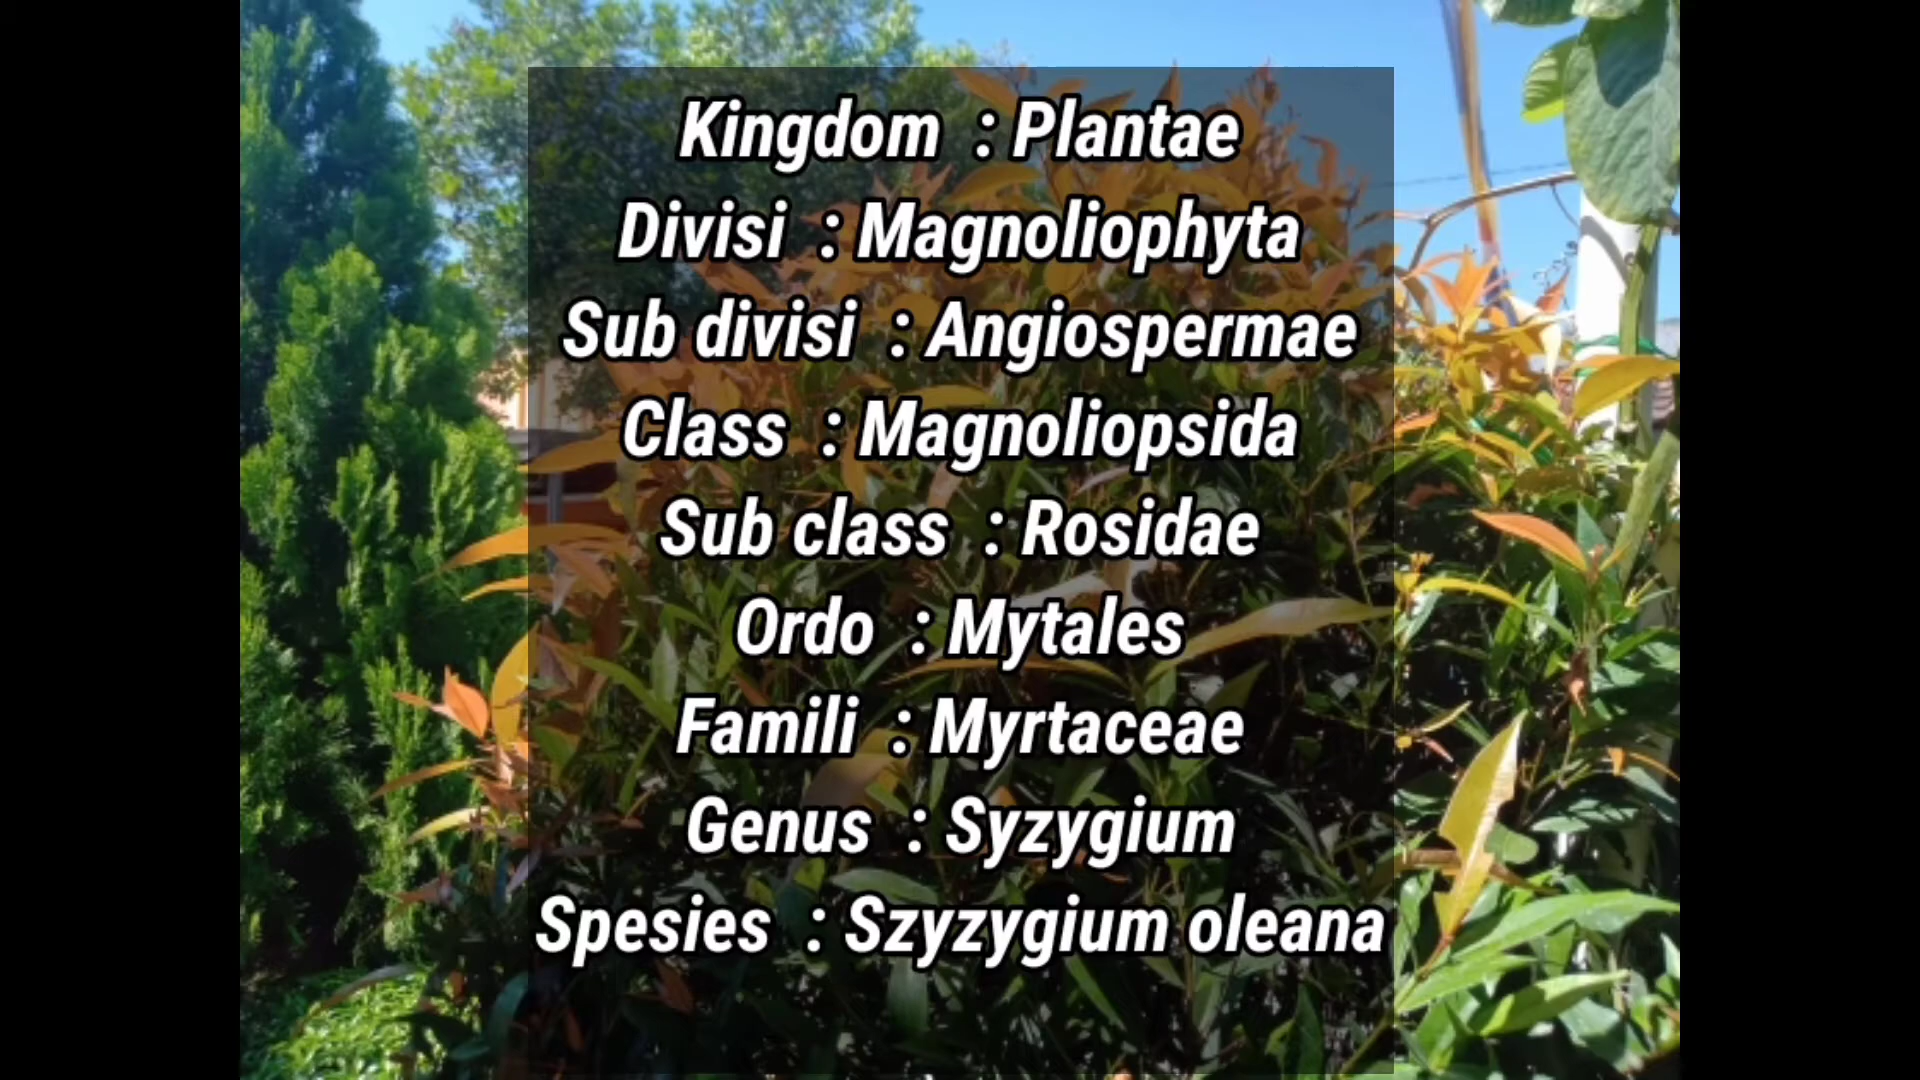 Kingdom : Plantae
Divisi : Magnoliophyta
Sub divisi : Angiospermae
Class : Magnoliopsida
Sub class : Rosidae
Ordo : Mytales
Famili : Myrtaceae
Genus : Syzygium
Spesies : Szyzygium oleana